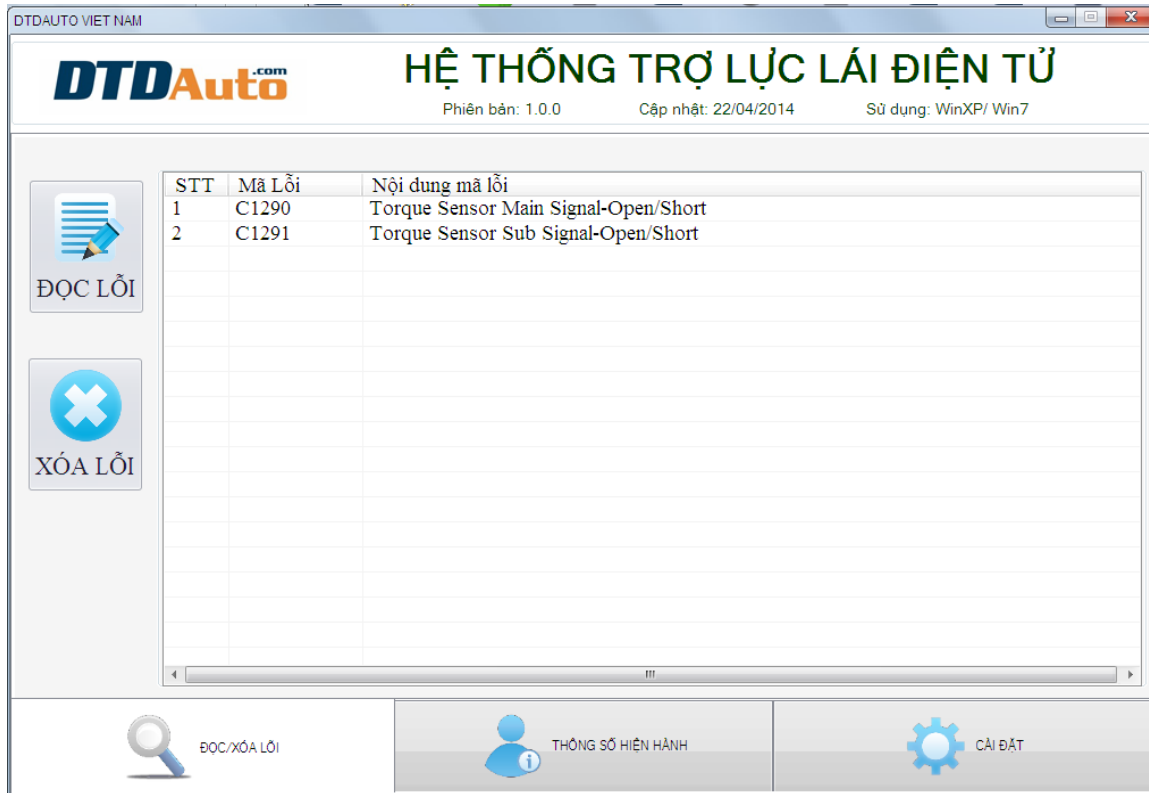 DTDAUTO VIET NAM
DTDAuto.com
HỆ THỐNG TRỢ LỰC LÁI ĐIỆN TỬ
Phiên bản: 1.0.0 Cập nhật: 22/04/2014 Sử dụng: WinXP/ Win7
STT Mã Lỗi Nội dung mã lỗi
1 C1290 Torque Sensor Main Signal-Open/Short
2 C1291 Torque Sensor Sub Signal-Open/Short
ĐỌC LỖI
XÓA LỖI
ĐỌC/XÓA LỖI
THÔNG SỐ HIỆN HÀNH
CÀI ĐẶT